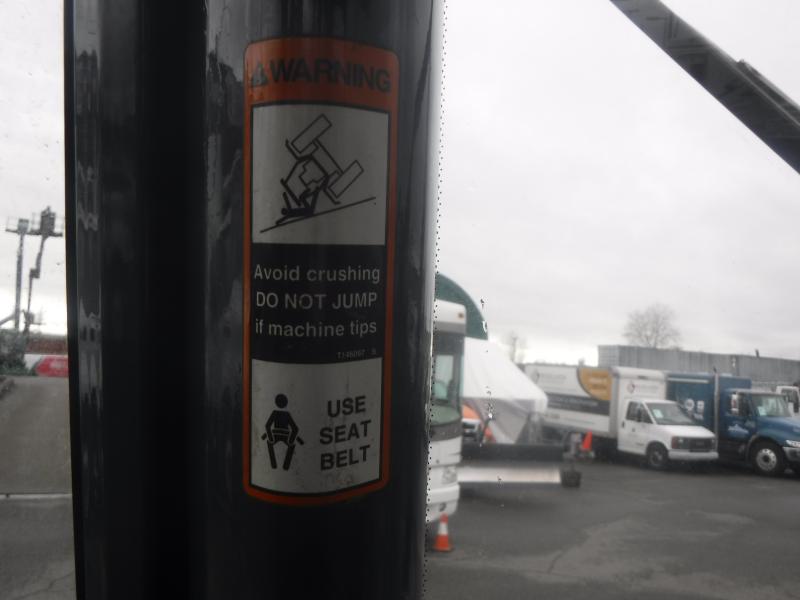 WARNING
Avoid crushing
DO NOT JUMP
if machine tips
USE
SEAT
BELT